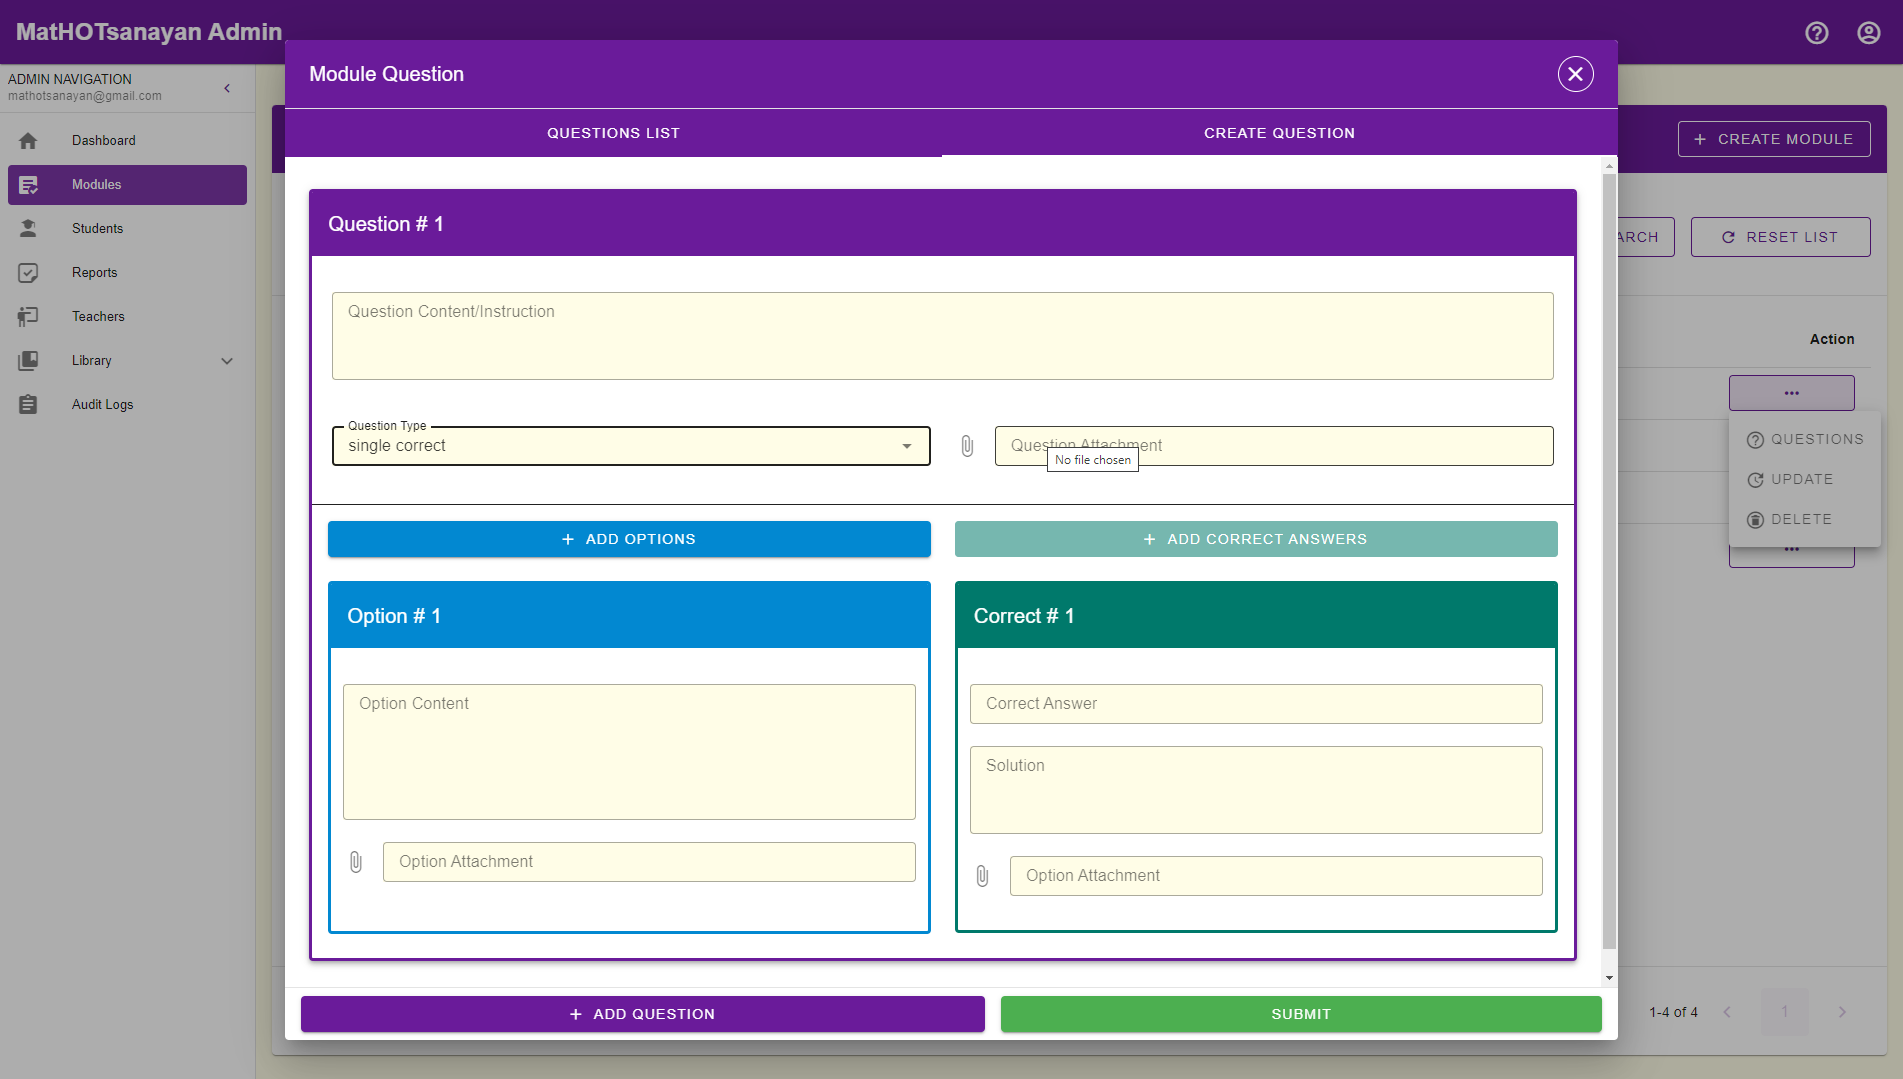 MatHOTsanayan Admin
ADMIN NAVIGATION
mathotsanayan@gmail.com
Dashboard
Modules
Students
Reports
Teachers
Library
Audit Logs
Module Question
QUESTIONS LIST
CREATE QUESTION
Question # 1
Question Content/Instruction
Question Type
single correct
Question Attachment
No file chosen
+ ADD OPTIONS
+ ADD CORRECT ANSWERS
Option # 1
Option Content
Option Attachment
Correct # 1
Correct Answer
Solution
Option Attachment
+ ADD QUESTION
SUBMIT
+ CREATE MODULE
ARCH
RESET LIST
Action
QUESTIONS
UPDATE
DELETE
1-4 of 4
1